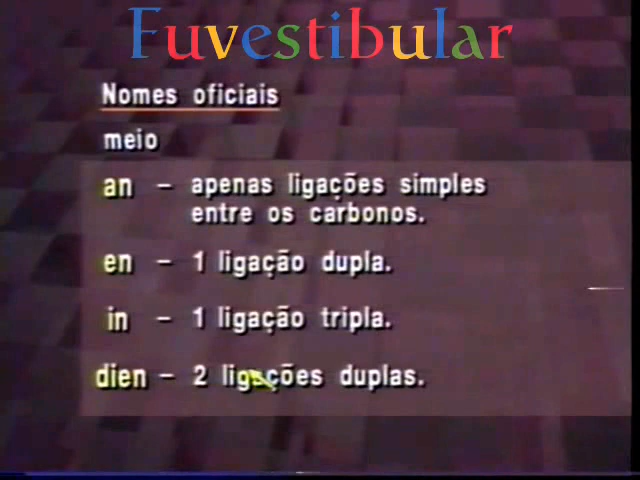 Fuvestibular
Nomes oficiais
meio
an – apenas ligações simples
entre os carbonos.
en – 1 ligação dupla.
in – 1 ligação tripla.
dien – 2 ligações duplas.